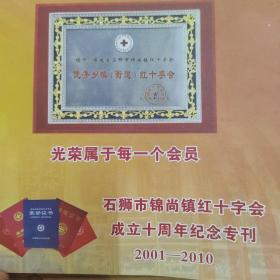 优秀乡镇（街道）红十字会
光荣属于每一个会员
石狮市锦尚镇红十字会
成立十周年纪念专刊
2001—2010